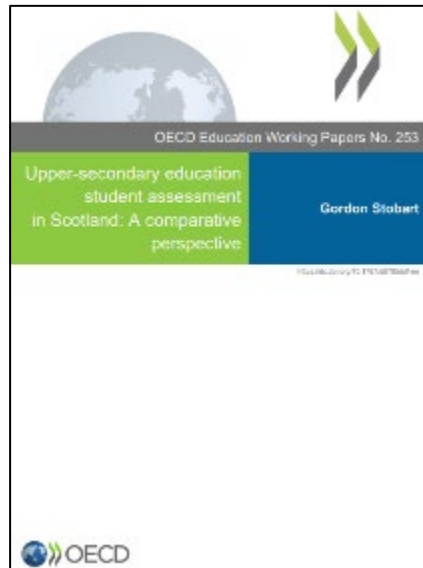 OECD Education Working Papers No. 253
Upper-secondary education
student assessment
in Scotland: A comparative
perspective
Gordon Stobart
OECD